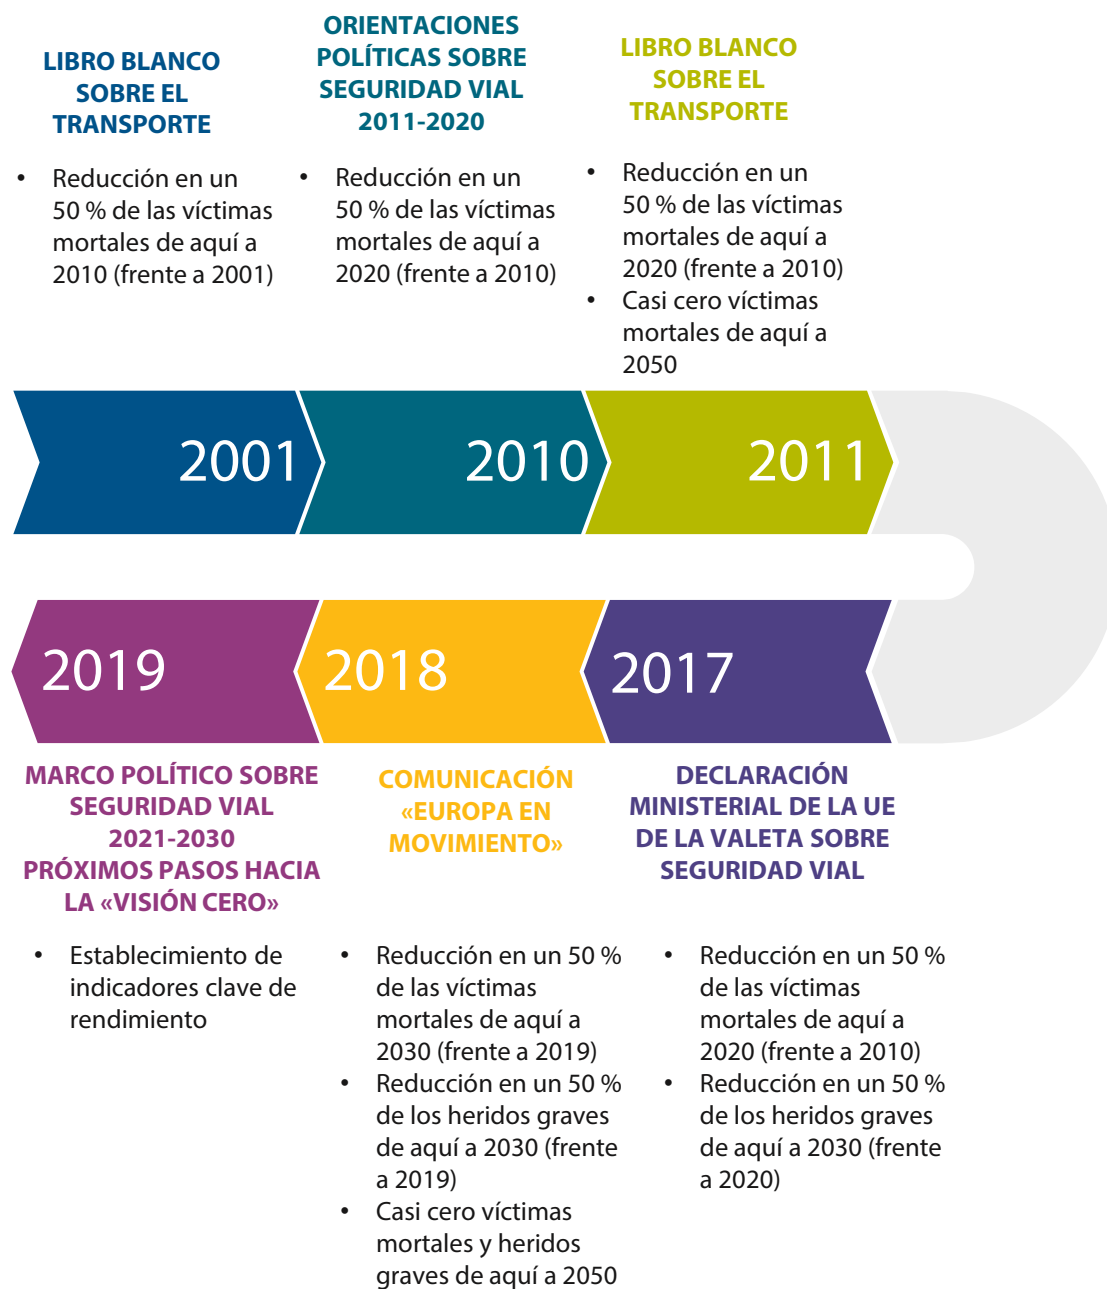 LIBRO BLANCO
SOBRE EL
TRANSPORTE
• Reducción en un
50 % de las víctimas
mortales de aquí a
2010 (frente a 2001)
ORIENTACIONES
POLÍTICAS SOBRE
SEGURIDAD VIAL
2011-2020
• Reducción en un
50 % de las víctimas
mortales de aquí a
2020 (frente a 2010)
LIBRO BLANCO
SOBRE EL
TRANSPORTE
• Reducción en un
50 % de las víctimas
mortales de aquí a
2020 (frente a 2010)
• Casi cero víctimas
mortales de aquí a
2050
2001
2010
2011
2019
2018
2017
MARCO POLÍTICO SOBRE
SEGURIDAD VIAL
2021-2030
PRÓXIMOS PASOS HACIA
LA «VISIÓN CERO»
• Establecimiento de
indicadores clave de
rendimiento
COMUNICACIÓN
«EUROPA EN
MOVIMIENTO»
• Reducción en un 50 %
de las víctimas
mortales de aquí a
2030 (frente a 2019)
• Reducción en un 50 %
de los heridos graves
de aquí a 2030 (frente
a 2019)
• Casi cero víctimas
mortales y heridos
graves de aquí a 2050
DECLARACIÓN
MINISTERIAL DE LA UE
DE LA VALETA SOBRE
SEGURIDAD VIAL
• Reducción en un 50 %
de las víctimas
mortales de aquí a
2020 (frente a 2010)
• Reducción en un 50 %
de los heridos graves
de aquí a 2030 (frente
a 2020)